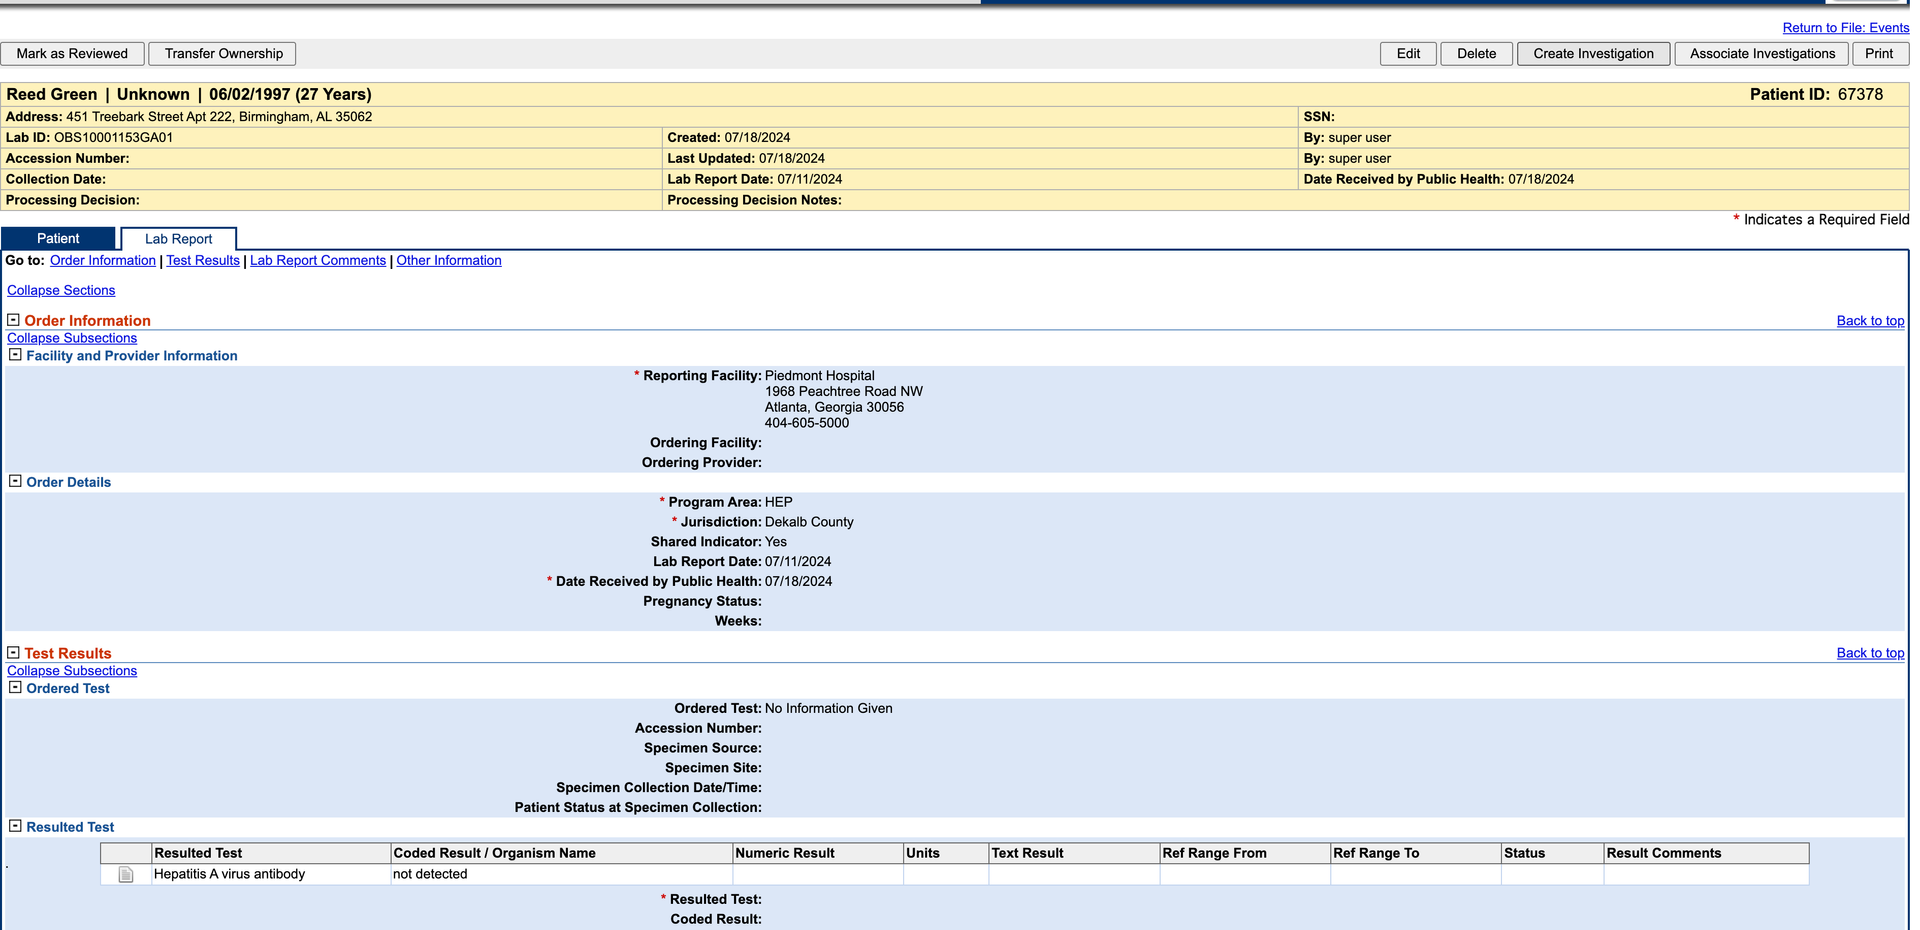 Return to File: Events
Mark as Reviewed Transfer Ownership Edit Delete Create Investigation Associate Investigations Print
Reed Green | Unknown | 06/02/1997 (27 Years) Patient ID: 67378
Address: 451 Treebark Street Apt 222, Birmingham, AL 35062 SSN:
Lab ID: OBS10001153GA01 Created: 07/18/2024 By: super user
Accession Number: Last Updated: 07/18/2024 By: super user
Collection Date: Lab Report Date: 07/11/2024 Date Received by Public Health: 07/18/2024
Processing Decision: Processing Decision Notes:
* Indicates a Required Field
Patient Lab Report
Go to: Order Information | Test Results | Lab Report Comments | Other Information
Collapse Sections
Order Information Back to top
Collapse Subsections
Facility and Provider Information
* Reporting Facility: Piedmont Hospital
1968 Peachtree Road NW
Atlanta, Georgia 30056
404-605-5000
Ordering Facility:
Ordering Provider:
Order Details
* Program Area: HEP
* Jurisdiction: Dekalb County
Shared Indicator: Yes
Lab Report Date: 07/11/2024
* Date Received by Public Health: 07/18/2024
Pregnancy Status:
Weeks:
Test Results Back to top
Collapse Subsections
Ordered Test
Ordered Test: No Information Given
Accession Number:
Specimen Source:
Specimen Site:
Specimen Collection Date/Time:
Patient Status at Specimen Collection:
Resulted Test
Resulted Test Coded Result / Organism Name Numeric Result Units Text Result Ref Range From Ref Range To Status Result Comments
Hepatitis A virus antibody not detected
* Resulted Test:
Coded Result: